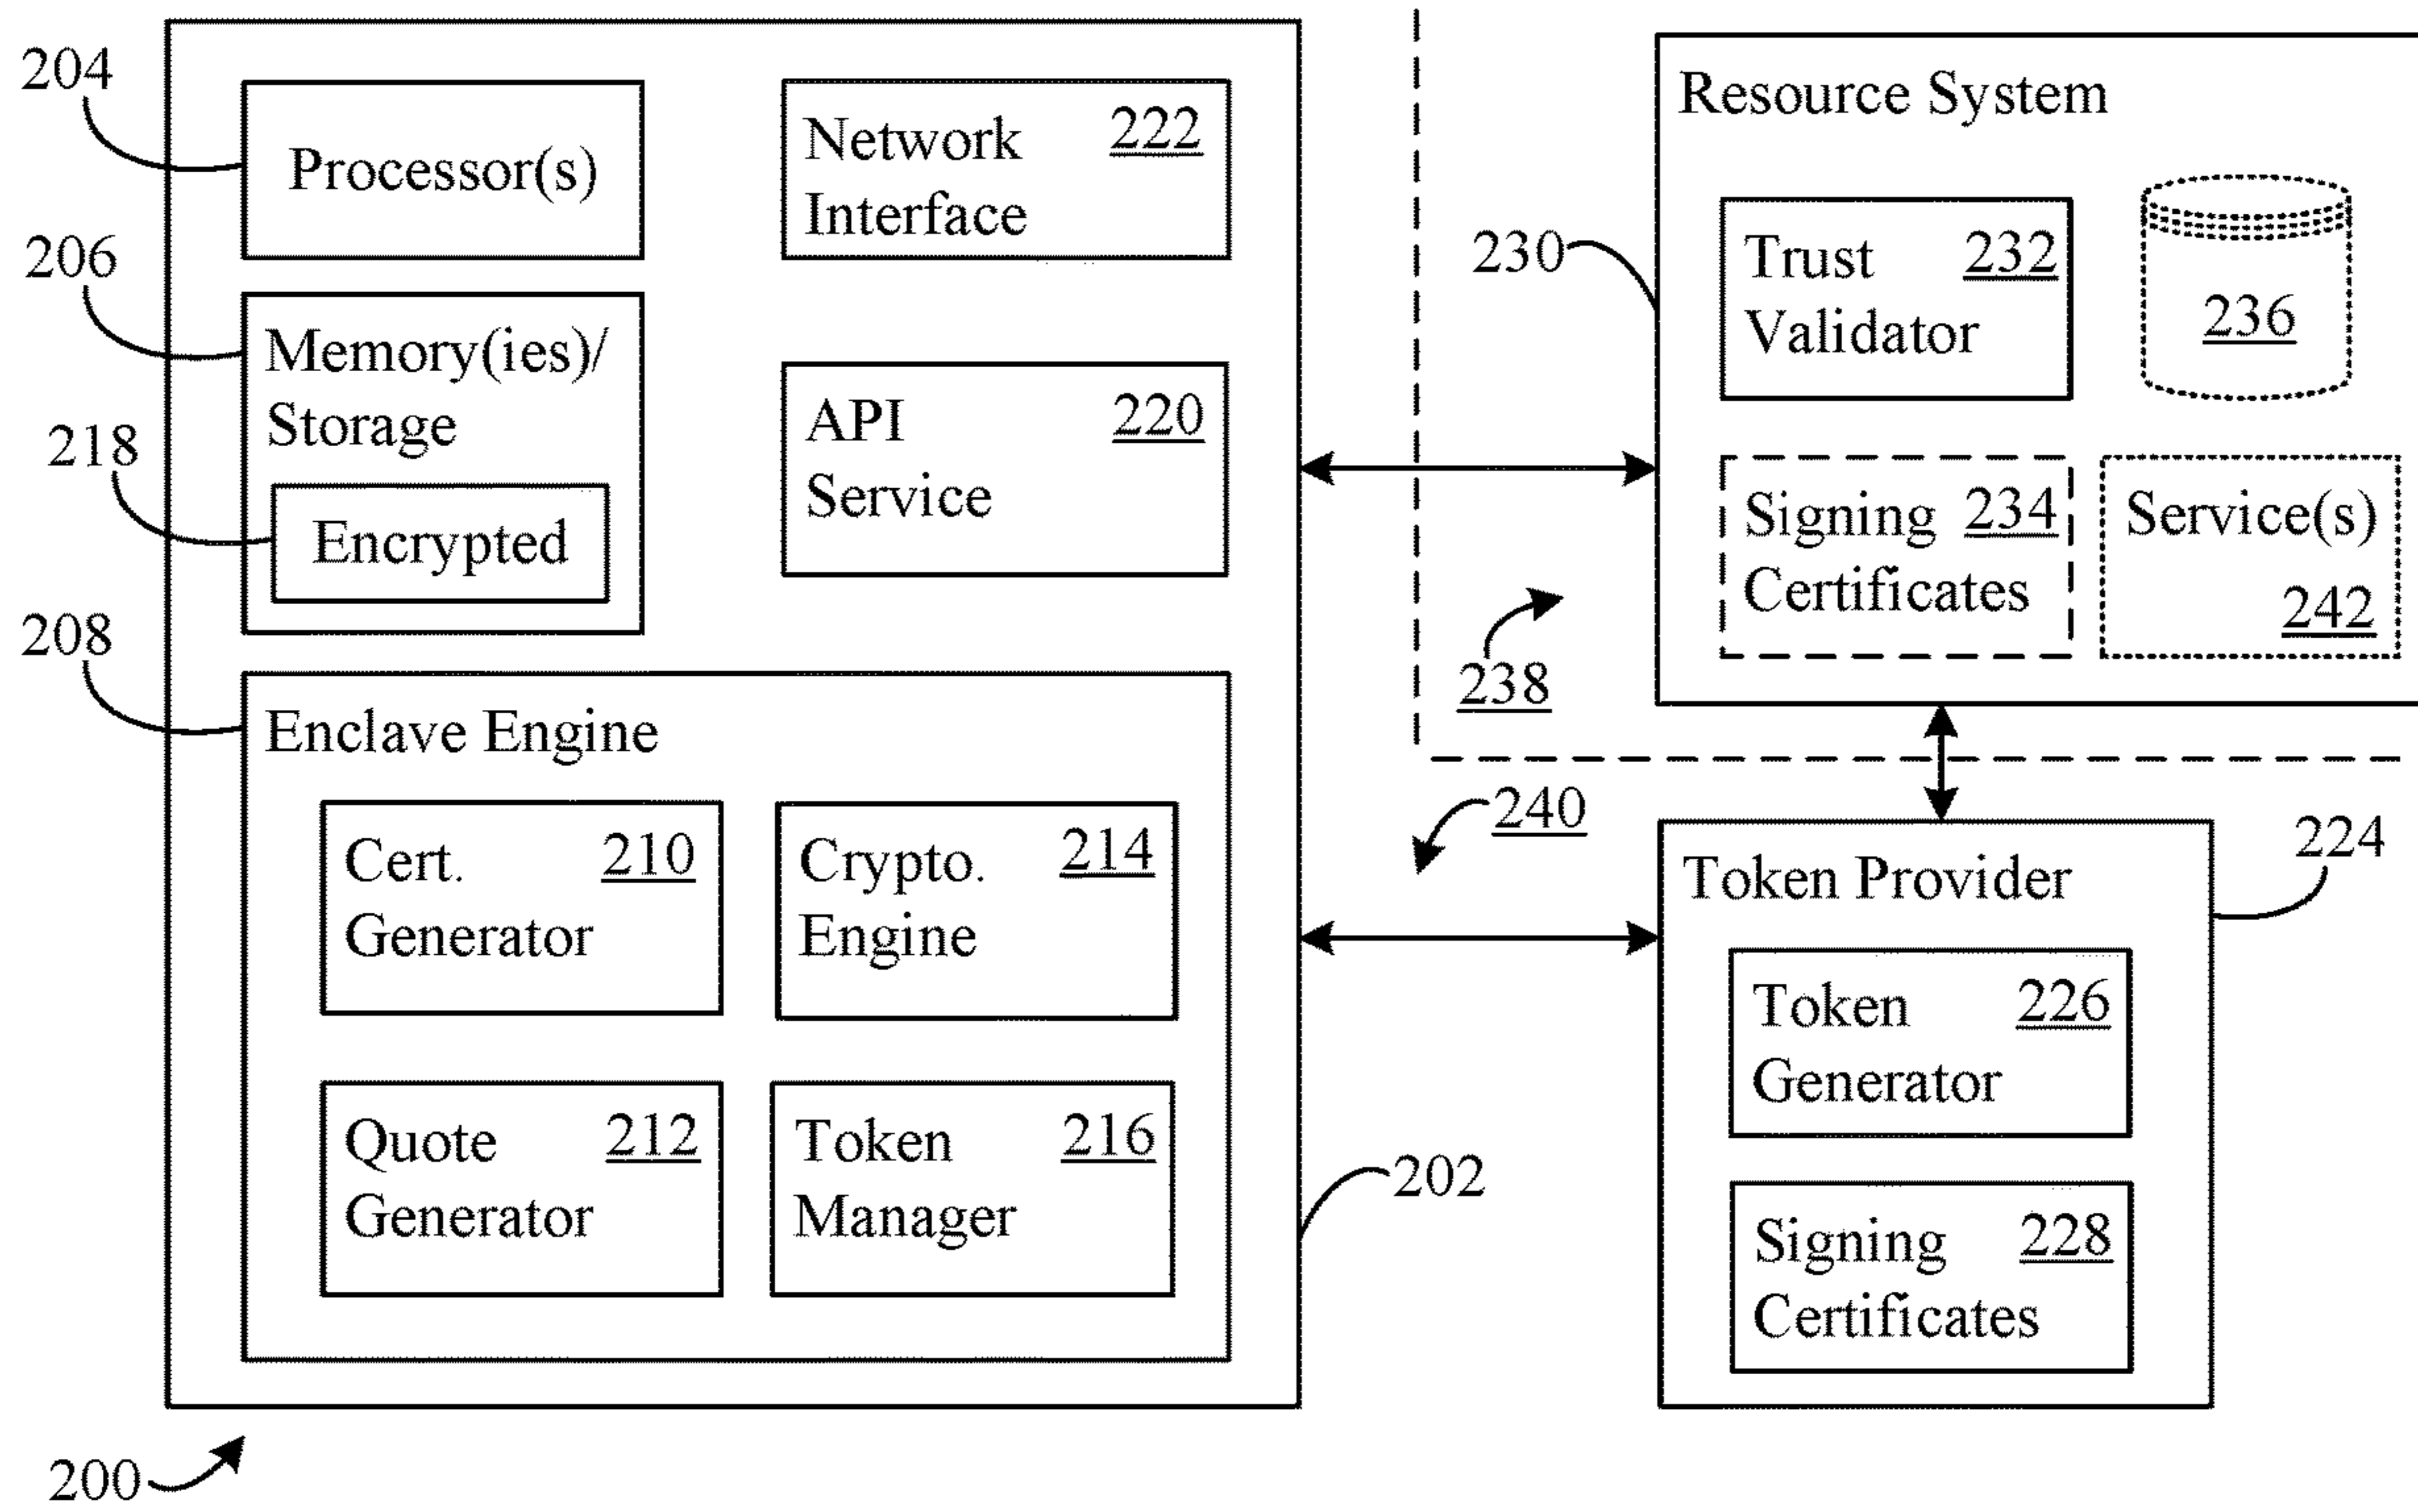 204
Processor(s)
Network 222
Interface
206
Memory(ies)/
Storage
218
Encrypted
API 220
Service
208
Enclave Engine
Cert. 210
Generator
Crypto. 214
Engine
Quote 212
Generator
Token 216
Manager
202
200
Resource System
230
Trust 232
Validator
236
Signing 234
Certificates
Service(s)
242
238
240
224
Token Provider
Token 226
Generator
Signing 228
Certificates